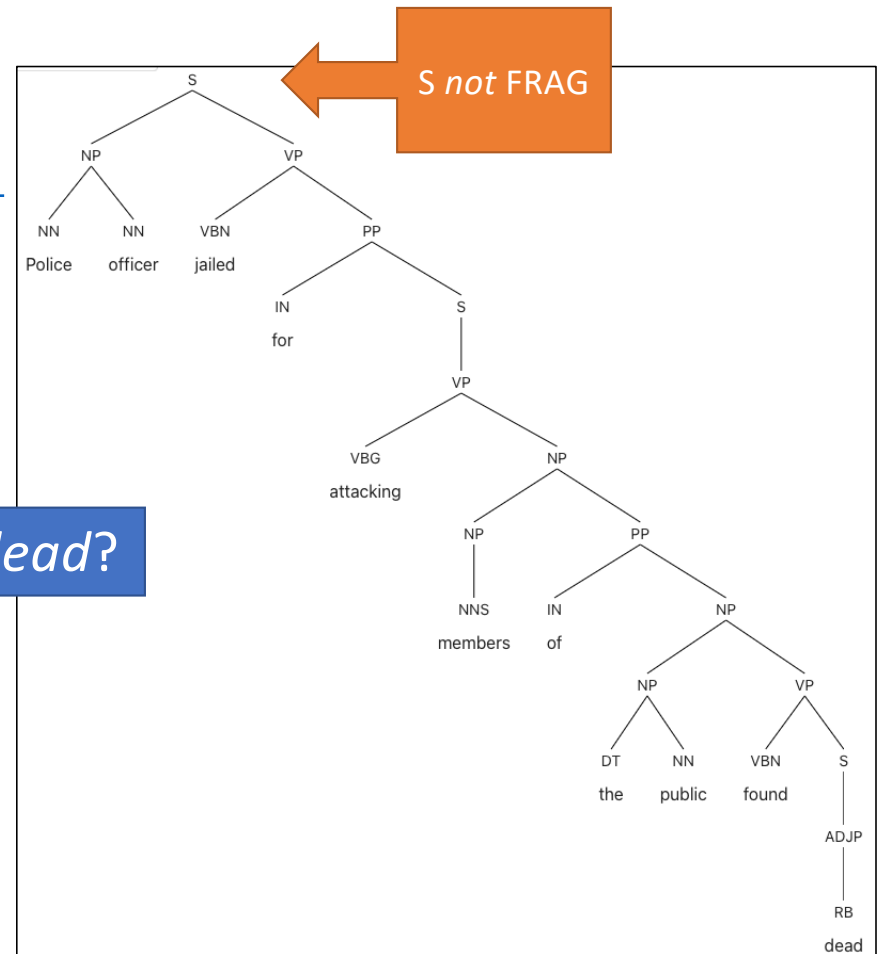 S not FRAG
S
NP VP
NN NN VBN PP
Police officer jailed
IN S
for
VP
VBG NP
attacking
NP PP
NNS IN NP
members of
NP VP
DT NN VBN S
the public found
ADJP
RB
dead